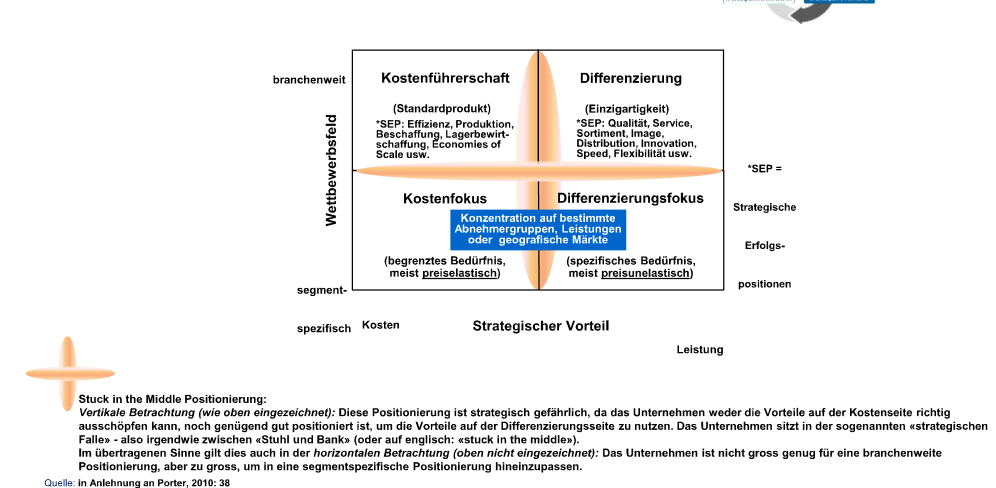 branchenweit
Kostenführerschaft
Differenzierung
(Standardprodukt)
(Einzigartigkeit)
*SEP: Effizienz, Produktion,
Beschaffung, Lagerbewirt-
schaffung, Economies of
Scale usw.
*SEP: Qualität, Service,
Sortiment, Image,
Distribution, Innovation,
Speed, Flexibilität usw.
Wettbewerbsfeld
*SEP =
Strategische
Erfolgs-
positionen
Kostenfokus
Differenzierungsfokus
Konzentration auf bestimmte
Abnehmergruppen, Leistungen
oder geografische Märkte
(begrenztes Bedürfnis,
meist preiselastisch)
(spezifisches Bedürfnis,
meist preisunelastisch)
segment-
spezifisch
Kosten
Strategischer Vorteil
Leistung
Stuck in the Middle Positionierung:
Vertikale Betrachtung (wie oben eingezeichnet): Diese Positionierung ist strategisch gefährlich, da das Unternehmen weder die Vorteile auf der Kostenseite richtig
ausschöpfen kann, noch genügend gut positioniert ist, um die Vorteile auf der Differenzierungsseite zu nutzen. Das Unternehmen sitzt in der sogenannten «strategischen
Falle» - also irgendwie zwischen «Stuhl und Bank» (oder auf englisch: «stuck in the middle»).
Im übertragenen Sinne gilt dies auch in der horizontalen Betrachtung (oben nicht eingezeichnet): Das Unternehmen ist nicht gross genug für eine branchenweite
Positionierung, aber zu gross, um in eine segmentspezifische Positionierung hineinzupassen.
Quelle: in Anlehnung an Porter, 2010: 38